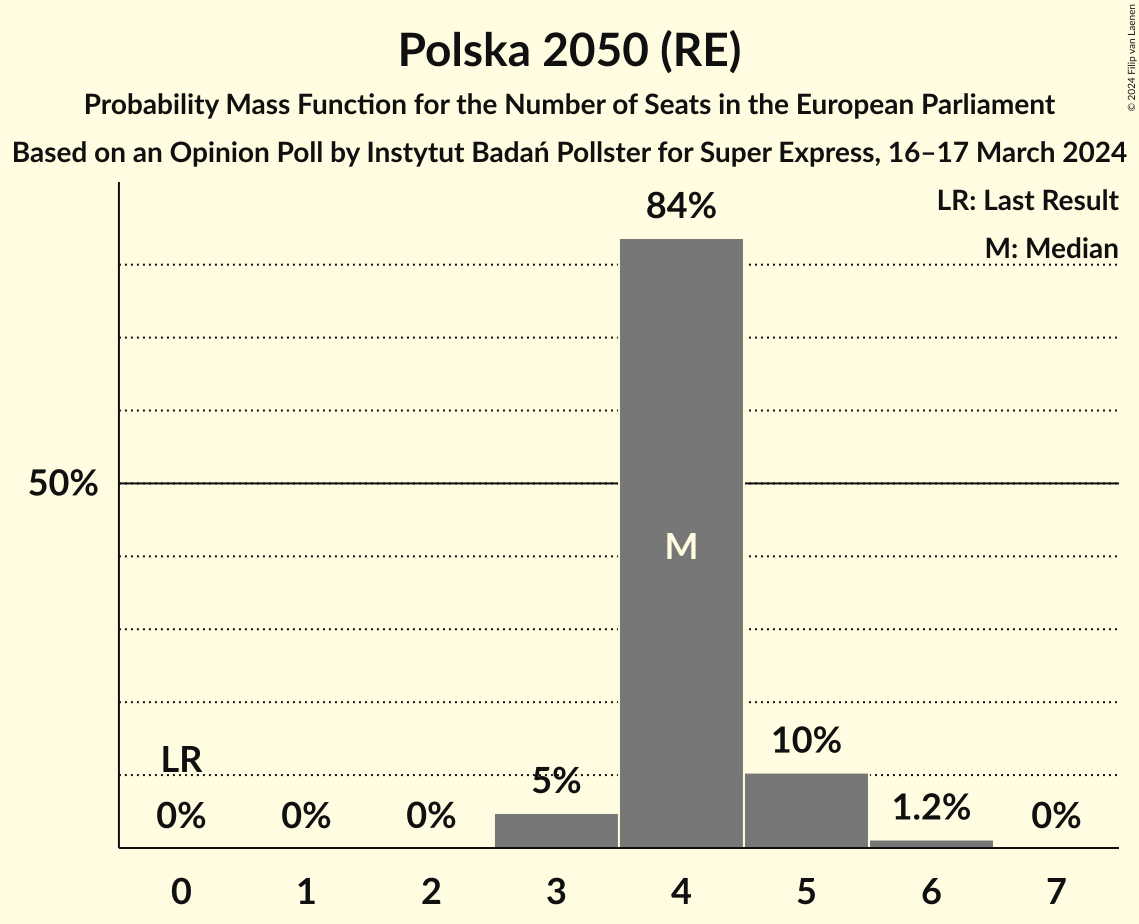 Polska 2050 (RE)
Probability Mass Function for the Number of Seats in the European Parliament
Based on an Opinion Poll by Instytut Badań Pollster for Super Express, 16–17 March 2024
© 2024 Filip van Laenen
LR: Last Result
M: Median
84%
50%
M
LR
0%
0%
0%
5%
10%
1.2%
0%
0 1 2 3 4 5 6 7